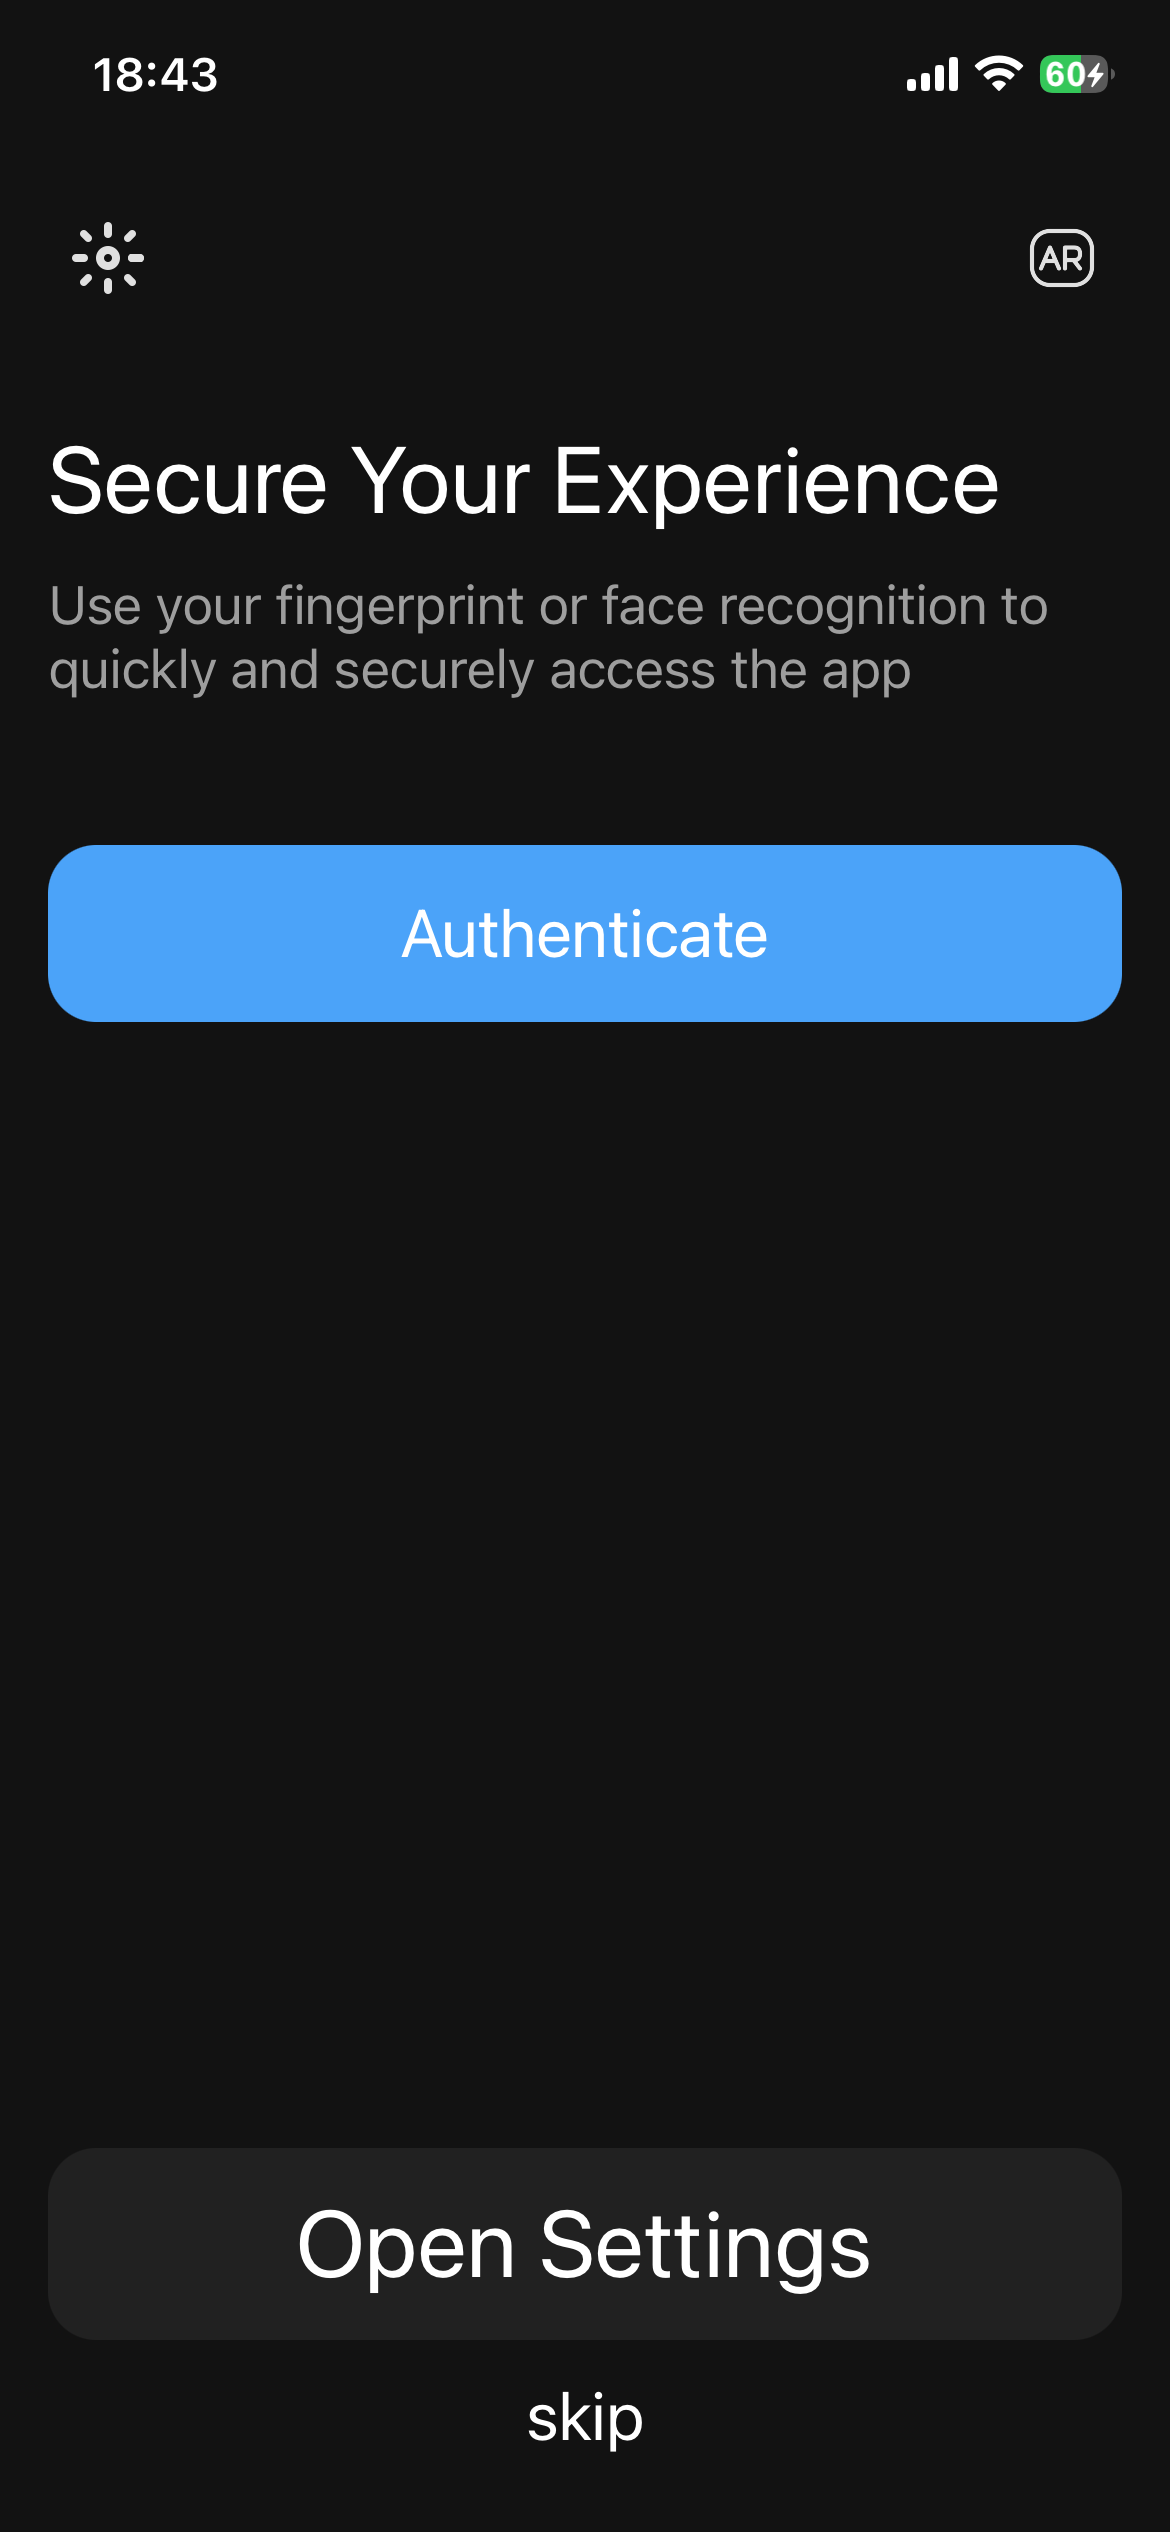 18:43
60
AR
Secure Your Experience
Use your fingerprint or face recognition to
quickly and securely access the app
Authenticate
Open Settings
skip